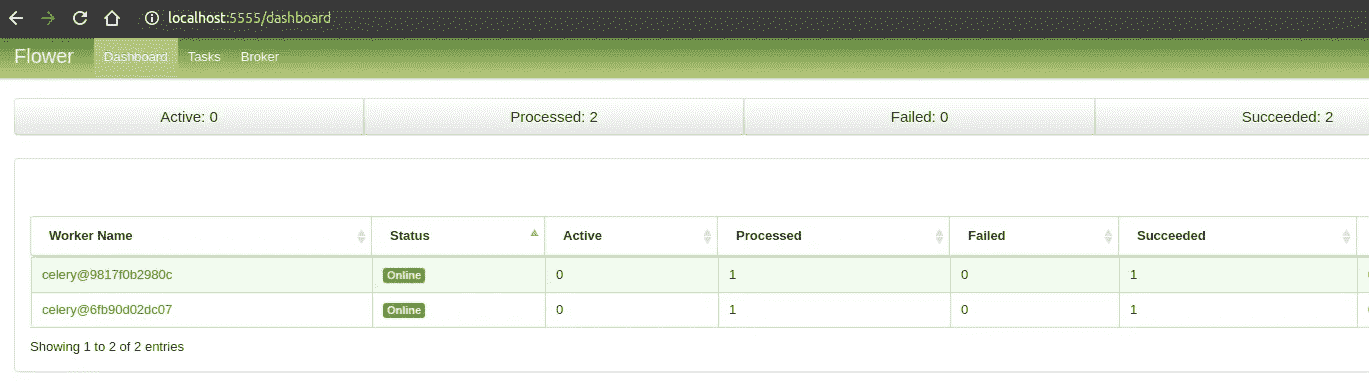 localhost:5555/dashboard
Flower Dashboard Tasks Broker
Active: 0 Processed: 2 Failed: 0 Succeeded: 2
Worker Name Status Active Processed Failed Succeeded
celery@9817f0b2980c Online 0 1 0 1
celery@6fb90d02dc07 Online 0 1 0 1
Showing 1 to 2 of 2 entries